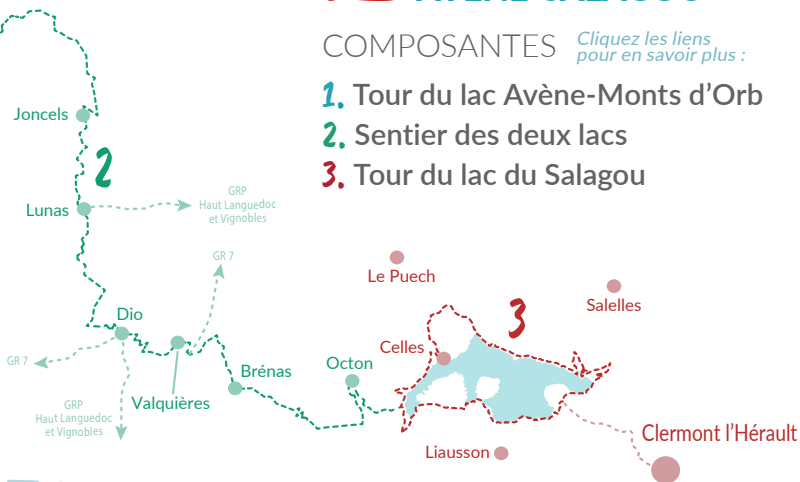 COMPOSANTES
Cliquez les liens
pour en savoir plus :
1. Tour du lac Avène-Monts d'Orb
2. Sentier des deux lacs
3. Tour du lac du Salagou
Joncels
2
Lunas
GRP
Haut Languedoc
et Vignobles
GR 7
Le Puech
Salelles
3
Dio
Celles
GR 7
Octon
Brénas
Valquières
GRP
Haut Languedoc
et Vignobles
Liausson
Clermont l'Hérault